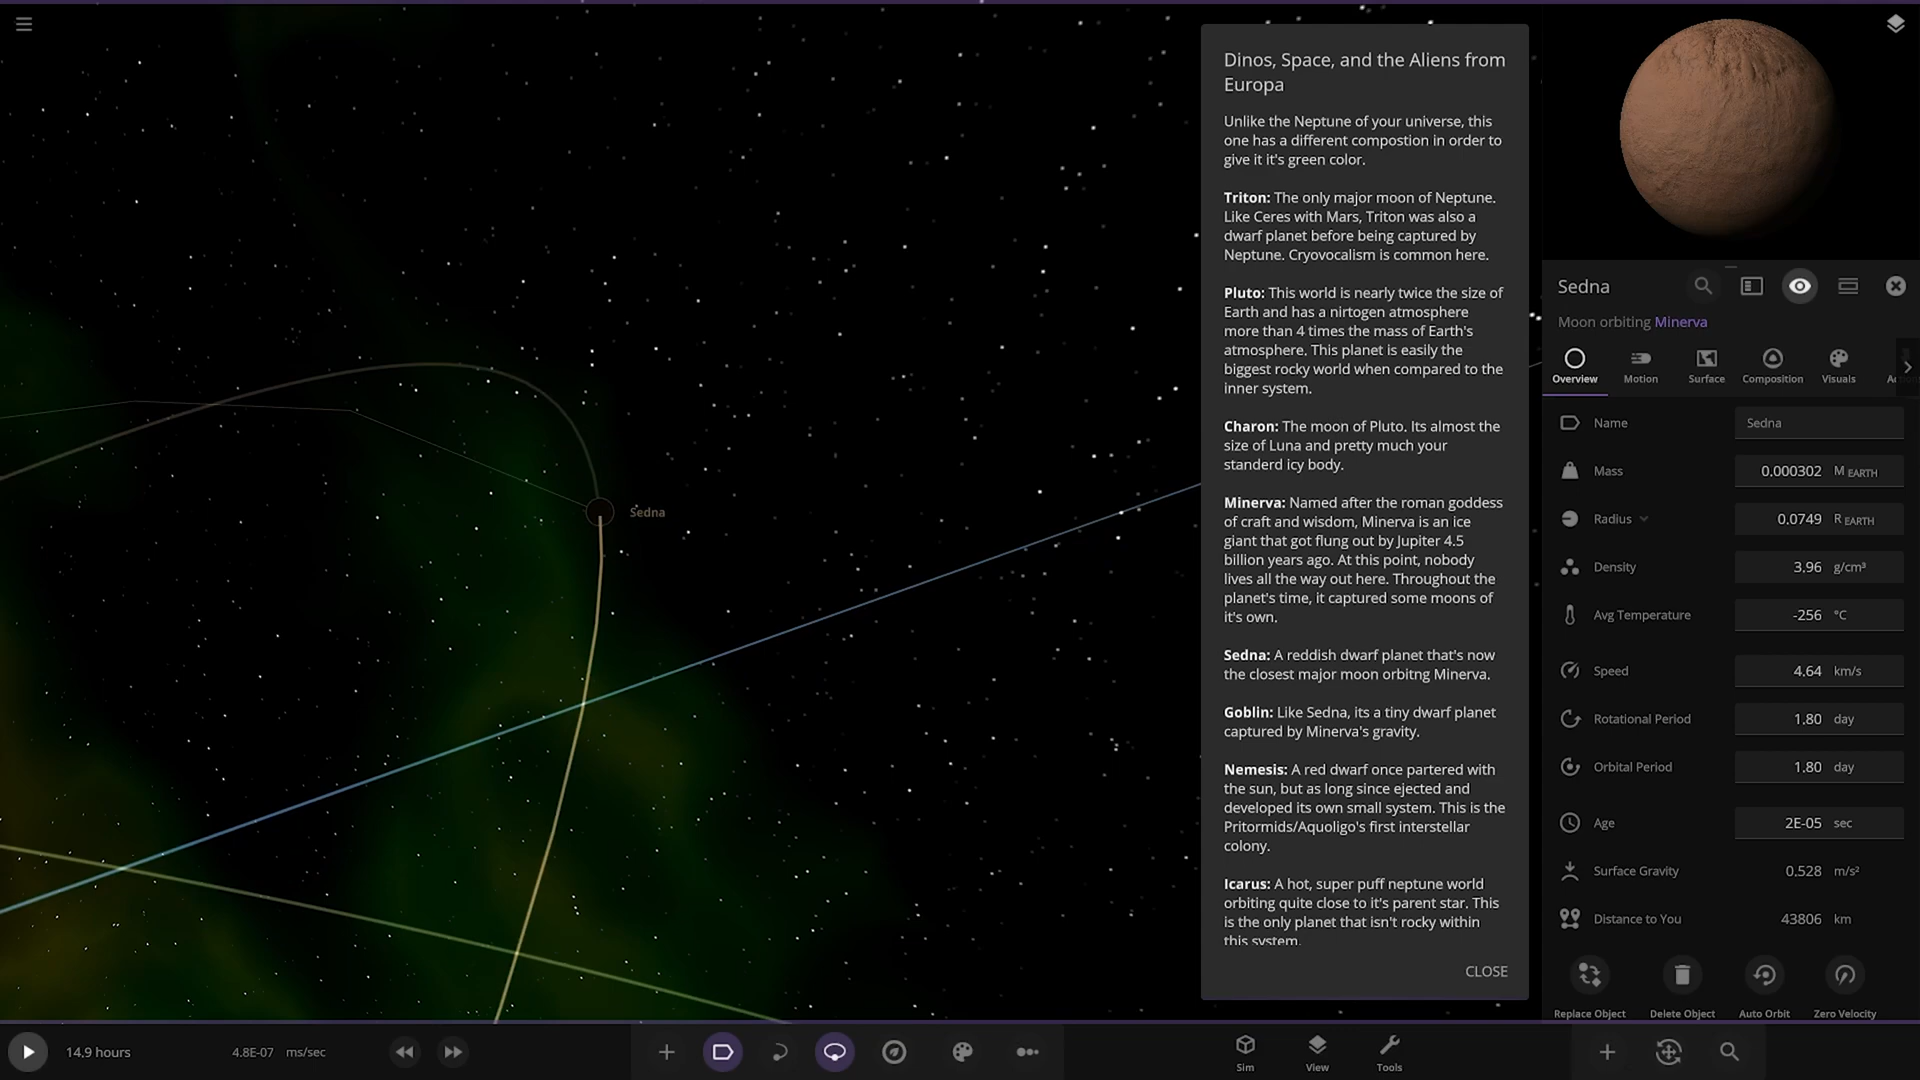 Dinos, Space, and the Aliens from
Europa
Unlike the Neptune of your universe, this
one has a different compostion in order to
give it it's green color.
Triton: The only major moon of Neptune.
Like Ceres with Mars, Triton was also a
dwarf planet before being captured by
Neptune. Cryovocalism is common here.
Pluto: This world is nearly twice the size of
Earth and has a nirtogen atmosphere
more than 4 times the mass of Earth's
atmosphere. This planet is easily the
biggest rocky world when compared to the
inner system.
Charon: The moon of Pluto. Its almost the
size of Luna and pretty much your
standerd icy body.
Minerva: Named after the roman goddess
of craft and wisdom, Minerva is an ice
giant that got flung out by Jupiter 4.5
billion years ago. At this point, nobody
lives all the way out here. Throughout the
planet's time, it captured some moons of
it's own.
Sedna: A reddish dwarf planet that's now
the closest major moon orbitng Minerva.
Goblin: Like Sedna, its a tiny dwarf planet
captured by Minerva's gravity.
Nemesis: A red dwarf once partered with
the sun, but as long since ejected and
developed its own small system. This is the
Pritormids/Aquoligo's first interstellar
colony.
Icarus: A hot, super puff neptune world
orbiting quite close to it's parent star. This
is the only planet that isn't rocky within
this system.
CLOSE
Sedna
Sedna
Moon orbiting Minerva
Overview Motion Surface Composition Visuals
Name Sedna
Mass 0.000302 M EARTH
Radius 0.0749 R EARTH
Density 3.96 g/cm³
Avg Temperature -256 °C
Speed 4.64 km/s
Rotational Period 1.80 day
Orbital Period 1.80 day
Age 2E-05 sec
Surface Gravity 0.528 m/s²
Distance to You 43806 km
Replace Object Delete Object Auto Orbit Zero Velocity
14.9 hours 4.8E-07 ms/sec
Sim View Tools